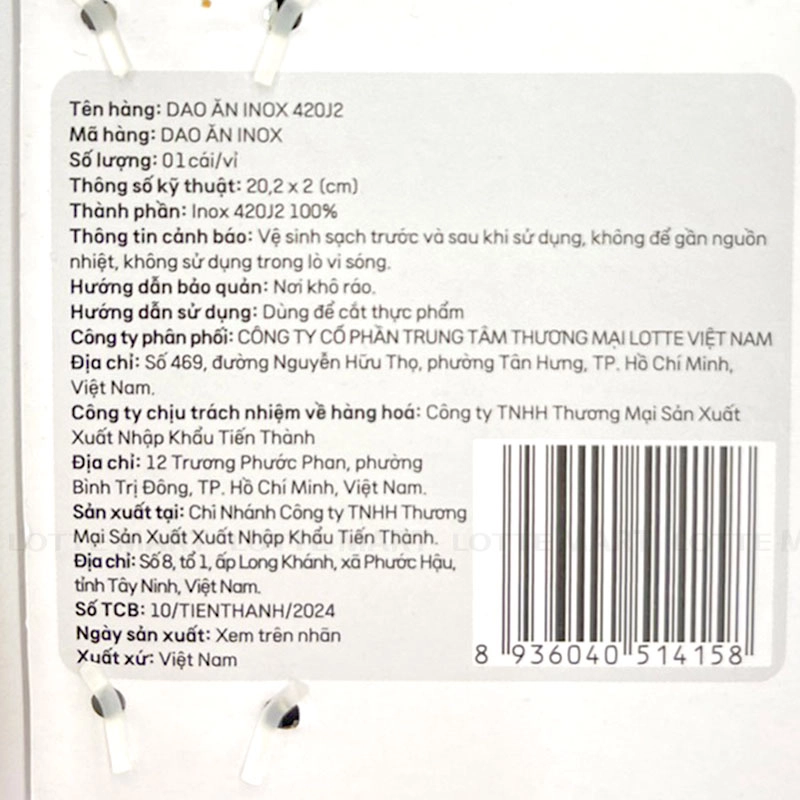 Tên hàng: DAO ĂN INOX 420J2
Mã hàng: DAO ĂN INOX
Số lượng: 01cái/vỉ
Thông số kỹ thuật: 20,2 x 2 (cm)
Thành phần: Inox 420J2 100%
Thông tin cảnh báo: Vệ sinh sạch trước và sau khi sử dụng, không để gần nguồn
nhiệt, không sử dụng trong lò vi sóng.
Hướng dẫn bảo quản: Nơi khô ráo.
Hướng dẫn sử dụng: Dùng để cắt thực phẩm
Công ty phân phối: CÔNG TY CỔ PHẦN TRUNG TÂM THƯƠNG MẠI LOTTE VIỆT NAM
Địa chỉ: Số 469, đường Nguyễn Hữu Thọ, phường Tân Hưng, TP. Hồ Chí Minh,
Việt Nam.
Công ty chịu trách nhiệm về hàng hoá: Công ty TNHH Thương Mại Sản Xuất
Xuất Nhập Khẩu Tiến Thành
Địa chỉ: 12 Trương Phước Phan, phường
Bình Trị Đông, TP. Hồ Chí Minh, Việt Nam.
Sản xuất tại: Chi Nhánh Công ty TNHH Thương
Mại Sản Xuất Xuất Nhập Khẩu Tiến Thành.
LOTTE MART LOTTE MART LOTTE MART LOTTE M
Địa chỉ: Số 8, tổ 1, ấp Long Khánh, xã Phước Hậu,
tỉnh Tây Ninh, Việt Nam.
Số TCB: 10/TIENTHANH/2024
Ngày sản xuất: Xem trên nhãn
Xuất xứ: Việt Nam
8 936040 514158